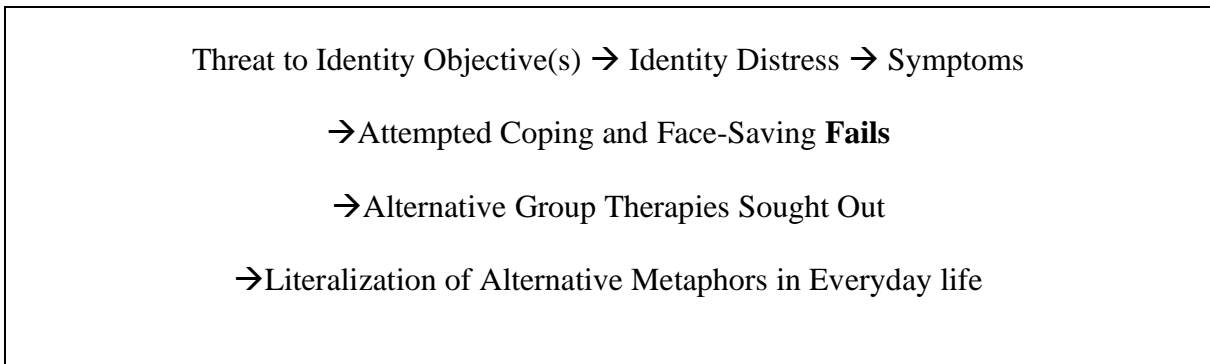 Threat to Identity Objective(s) → Identity Distress → Symptoms
→Attempted Coping and Face-Saving Fails
→Alternative Group Therapies Sought Out
→Literalization of Alternative Metaphors in Everyday life